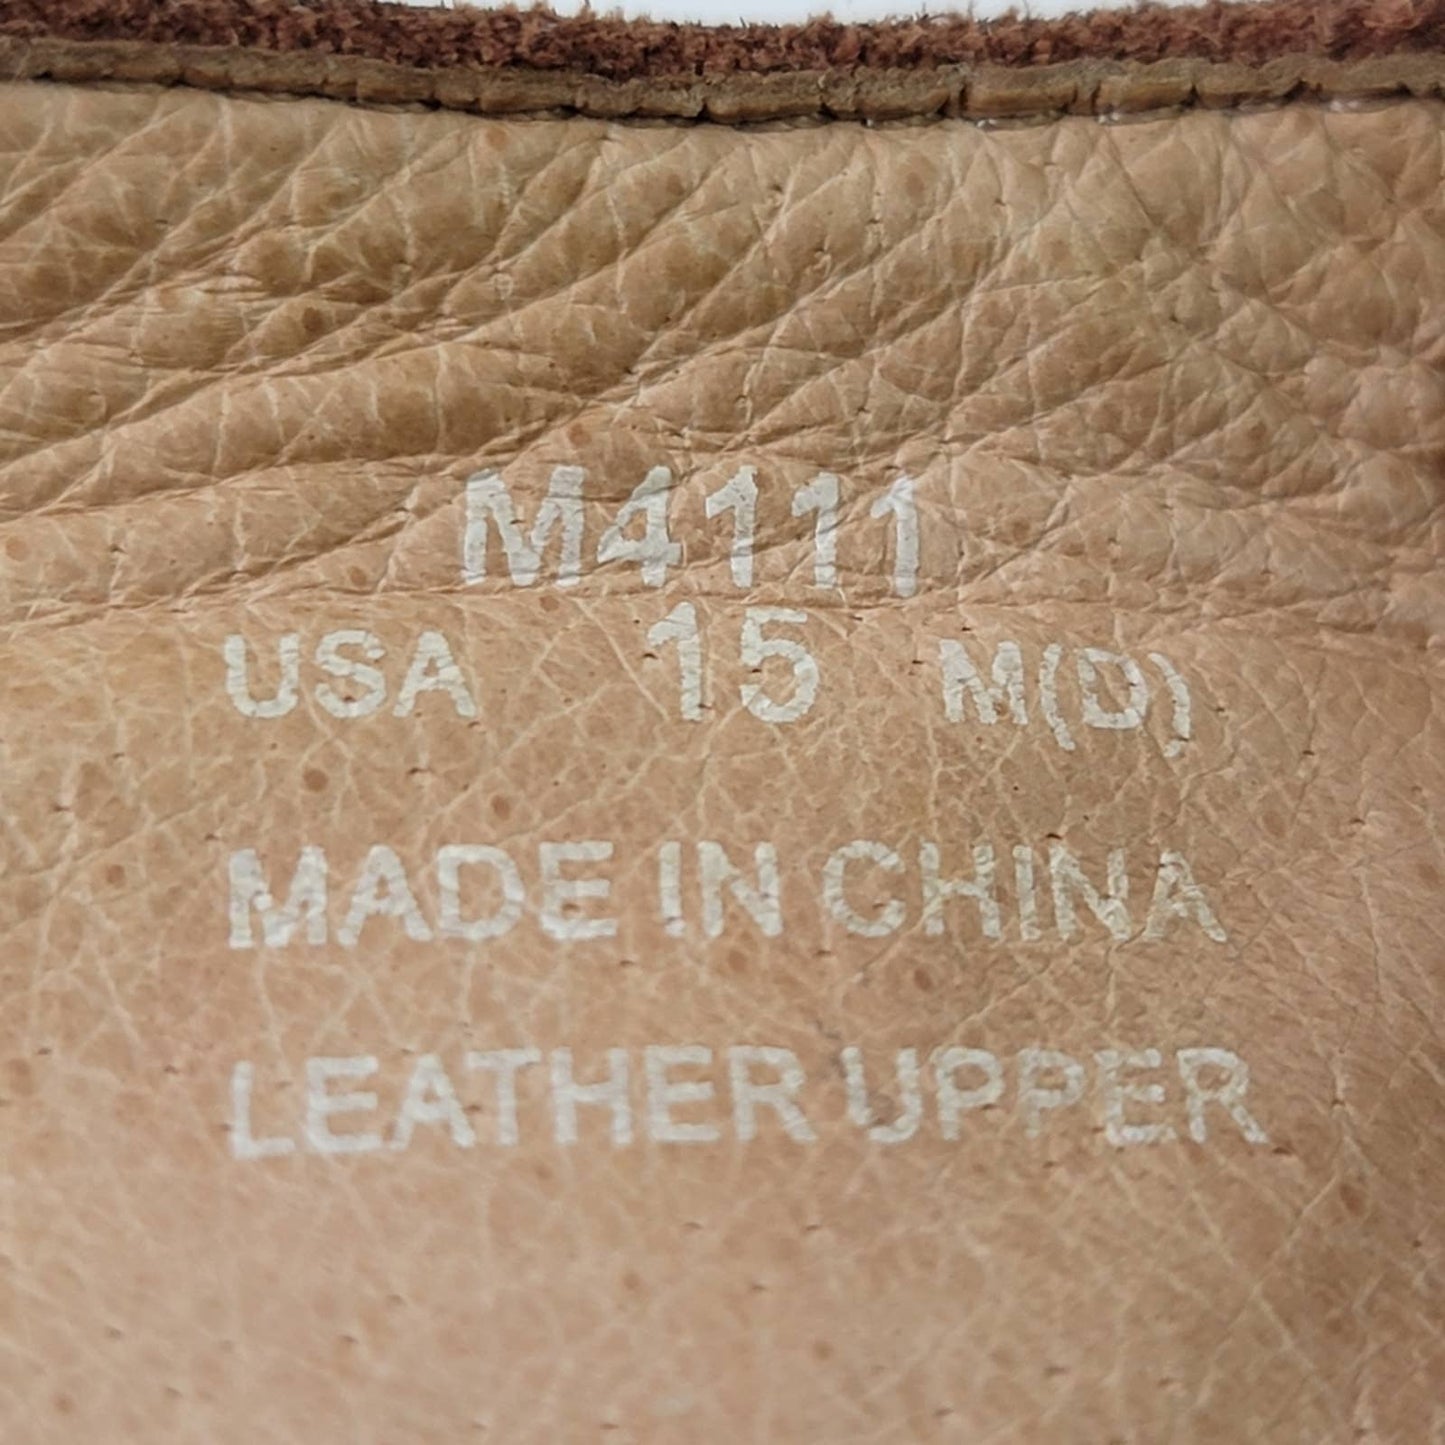 M4111
USA 15 M(D)
MADE IN CHINA
LEATHER UPPER